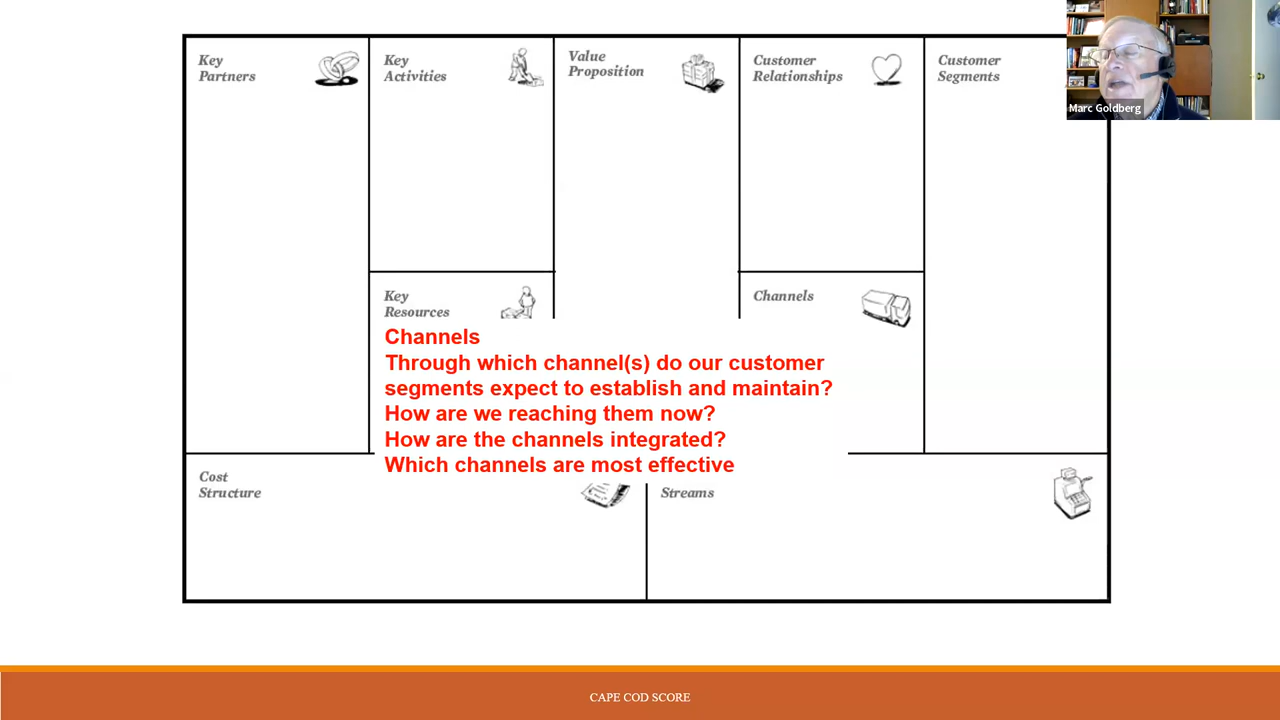 Key
Partners
Key
Activities
Value
Proposition
Customer
Relationships
Customer
Segments
Marc Goldberg
Key
Resources
Channels
Channels
Through which channel(s) do our customer
segments expect to establish and maintain?
How are we reaching them now?
How are the channels integrated?
Which channels are most effective
Cost
Structure
Streams
CAPE COD SCORE